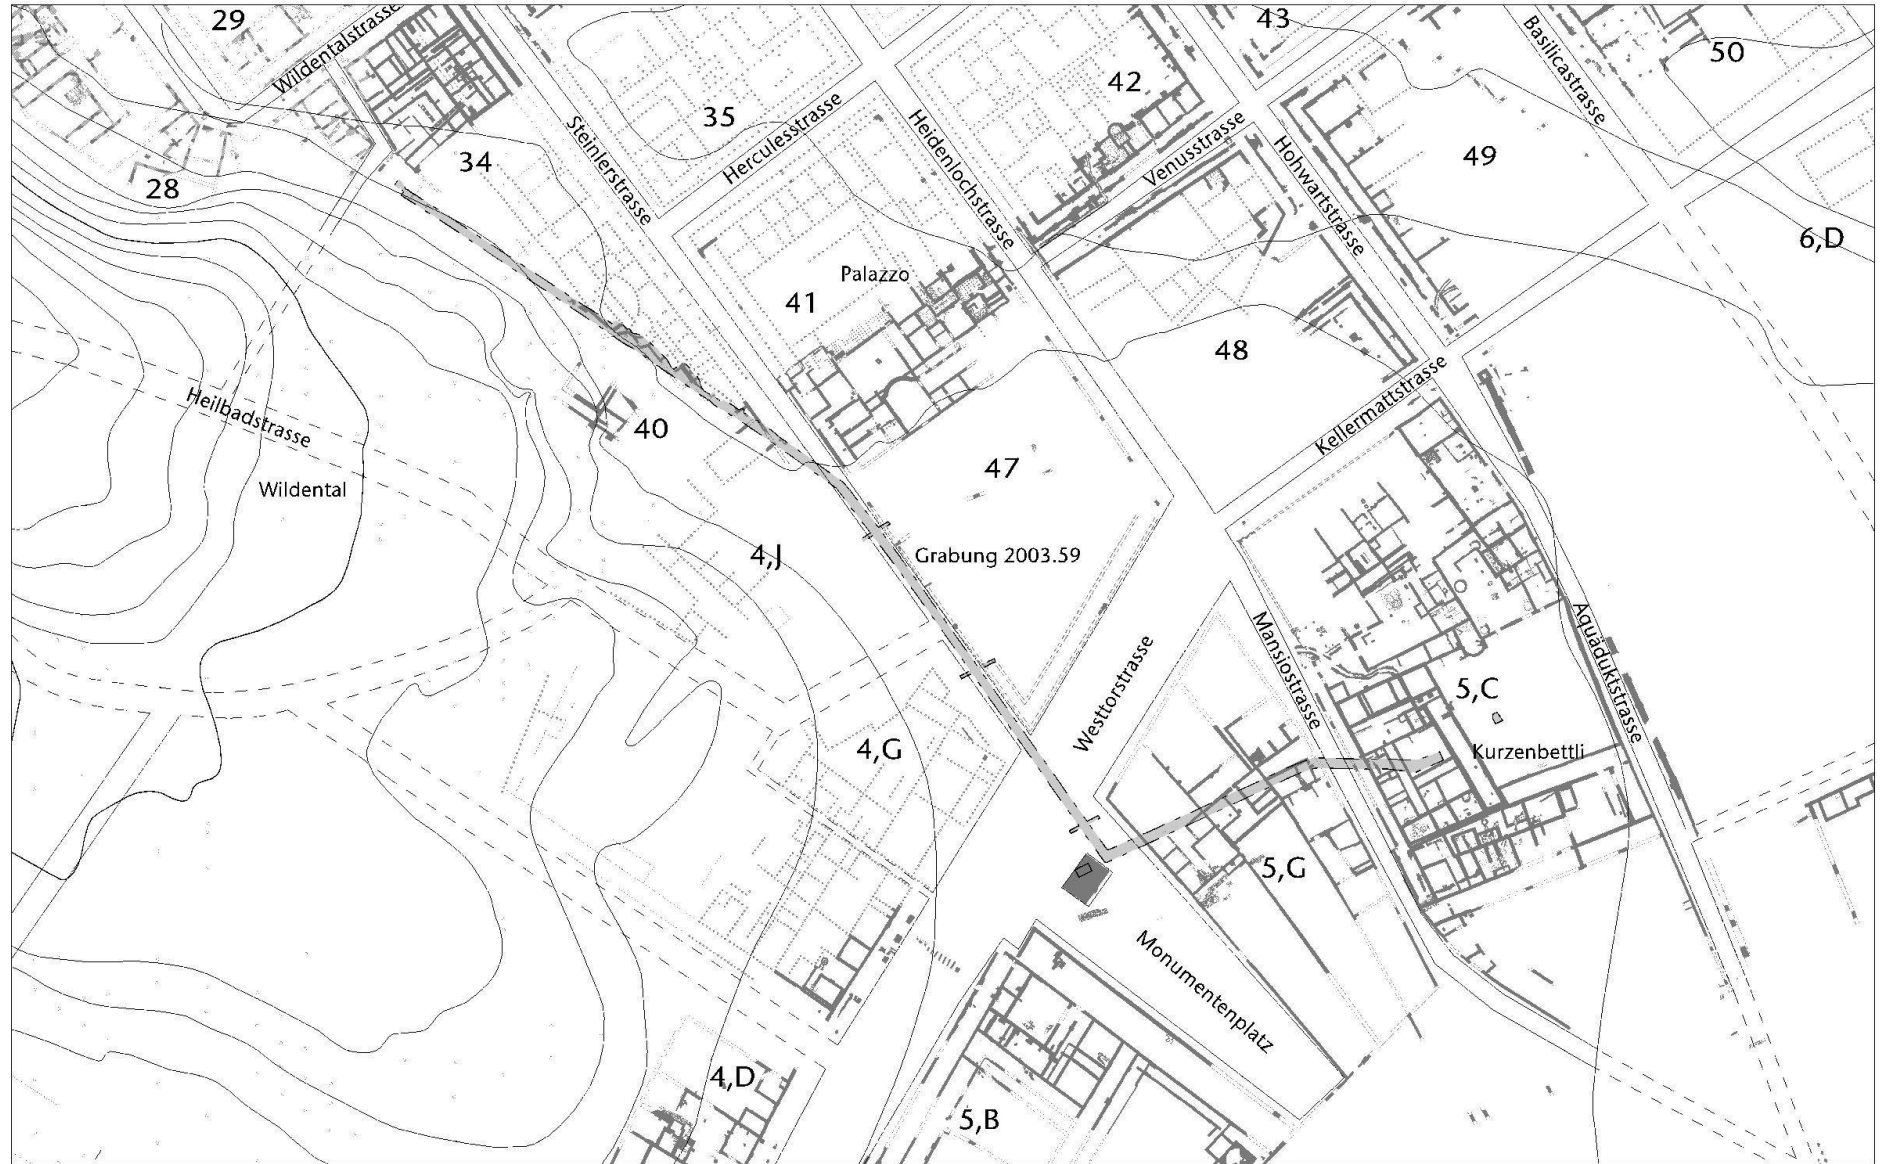 29
Wildentalstrasse
28
34
Steinlerstrasse
35
Herculesstrasse
42
43
Heidenlochstrasse
Venusstrasse
Hohwartstrasse
Basilicastrasse
50
49
6,D
Palazzo
41
48
Heilbadstrasse
Wildental
40
47
Kellermattstrasse
4,J
Grabung 2003.59
Westtorstrasse
Mansiostrasse
Aquäduktstrasse
5,C
Kurzenbettli
4,G
5,G
Monumentenplatz
4,D
5,B